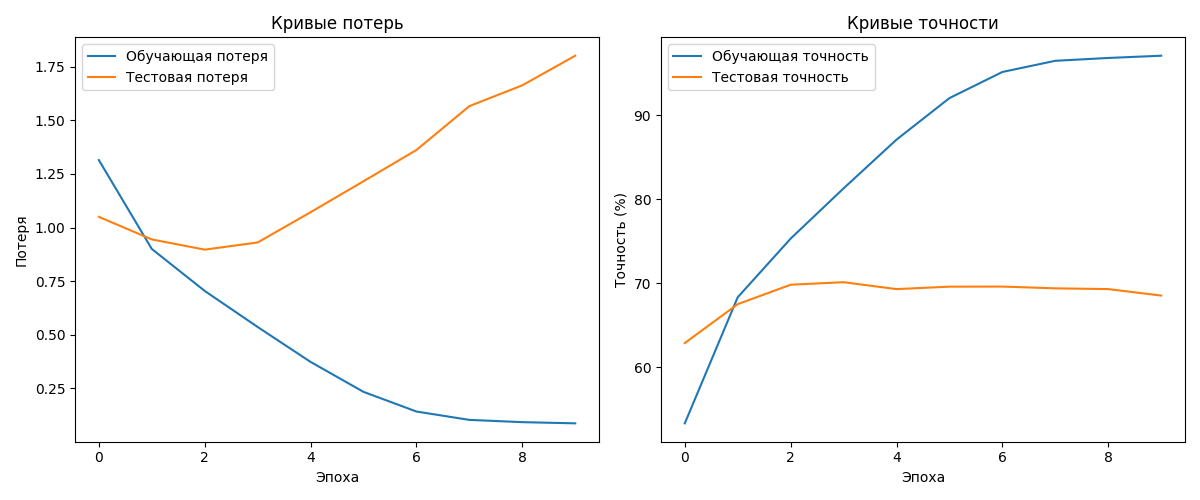 Кривые потерь
Обучающая потеря
Тестовая потеря
1.75
1.50
1.25
1.00
0.75
0.50
0.25
Потеря
0 2 4 6 8
Эпоха
Кривые точности
Обучающая точность
Тестовая точность
90
80
70
60
Точность (%)
0 2 4 6 8
Эпоха